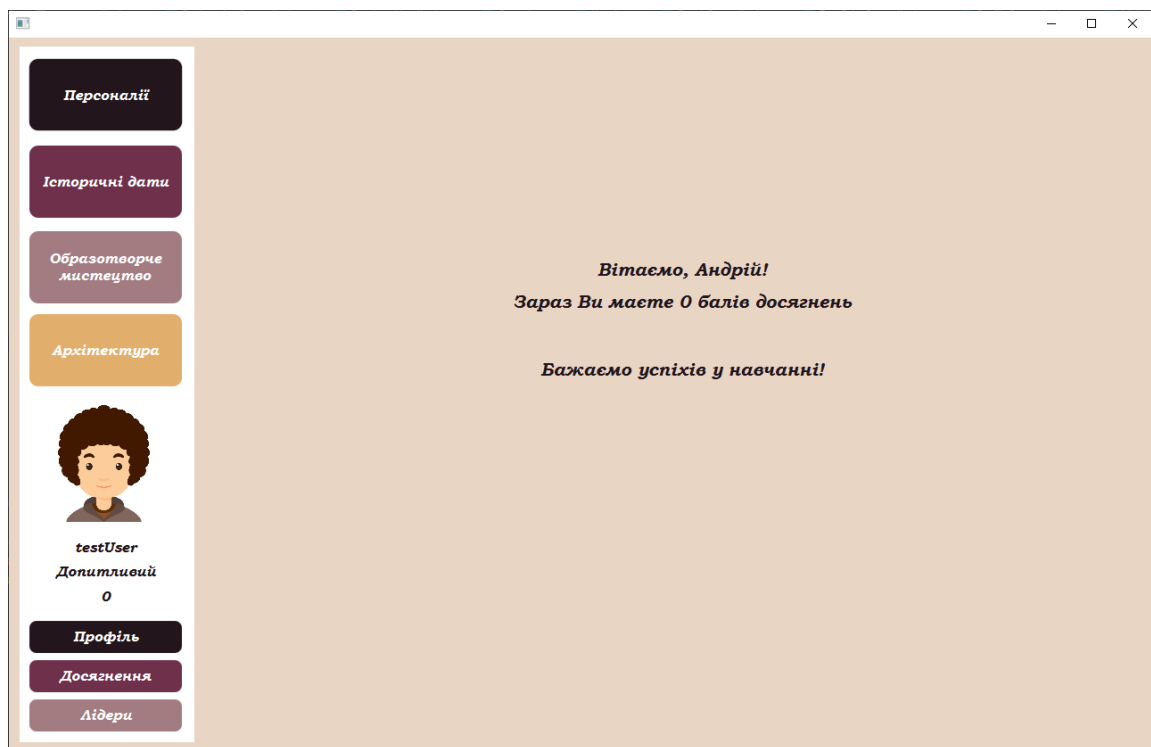 Персоналії
Історичні дати
Образотворче
мистецтво
Архітектура
testUser
Допитливий
0
Профіль
Досягнення
Лідери
Вітаємо, Андрій!
Зараз Ви маєте 0 балів досягнень
Бажаємо успіхів у навчанні!